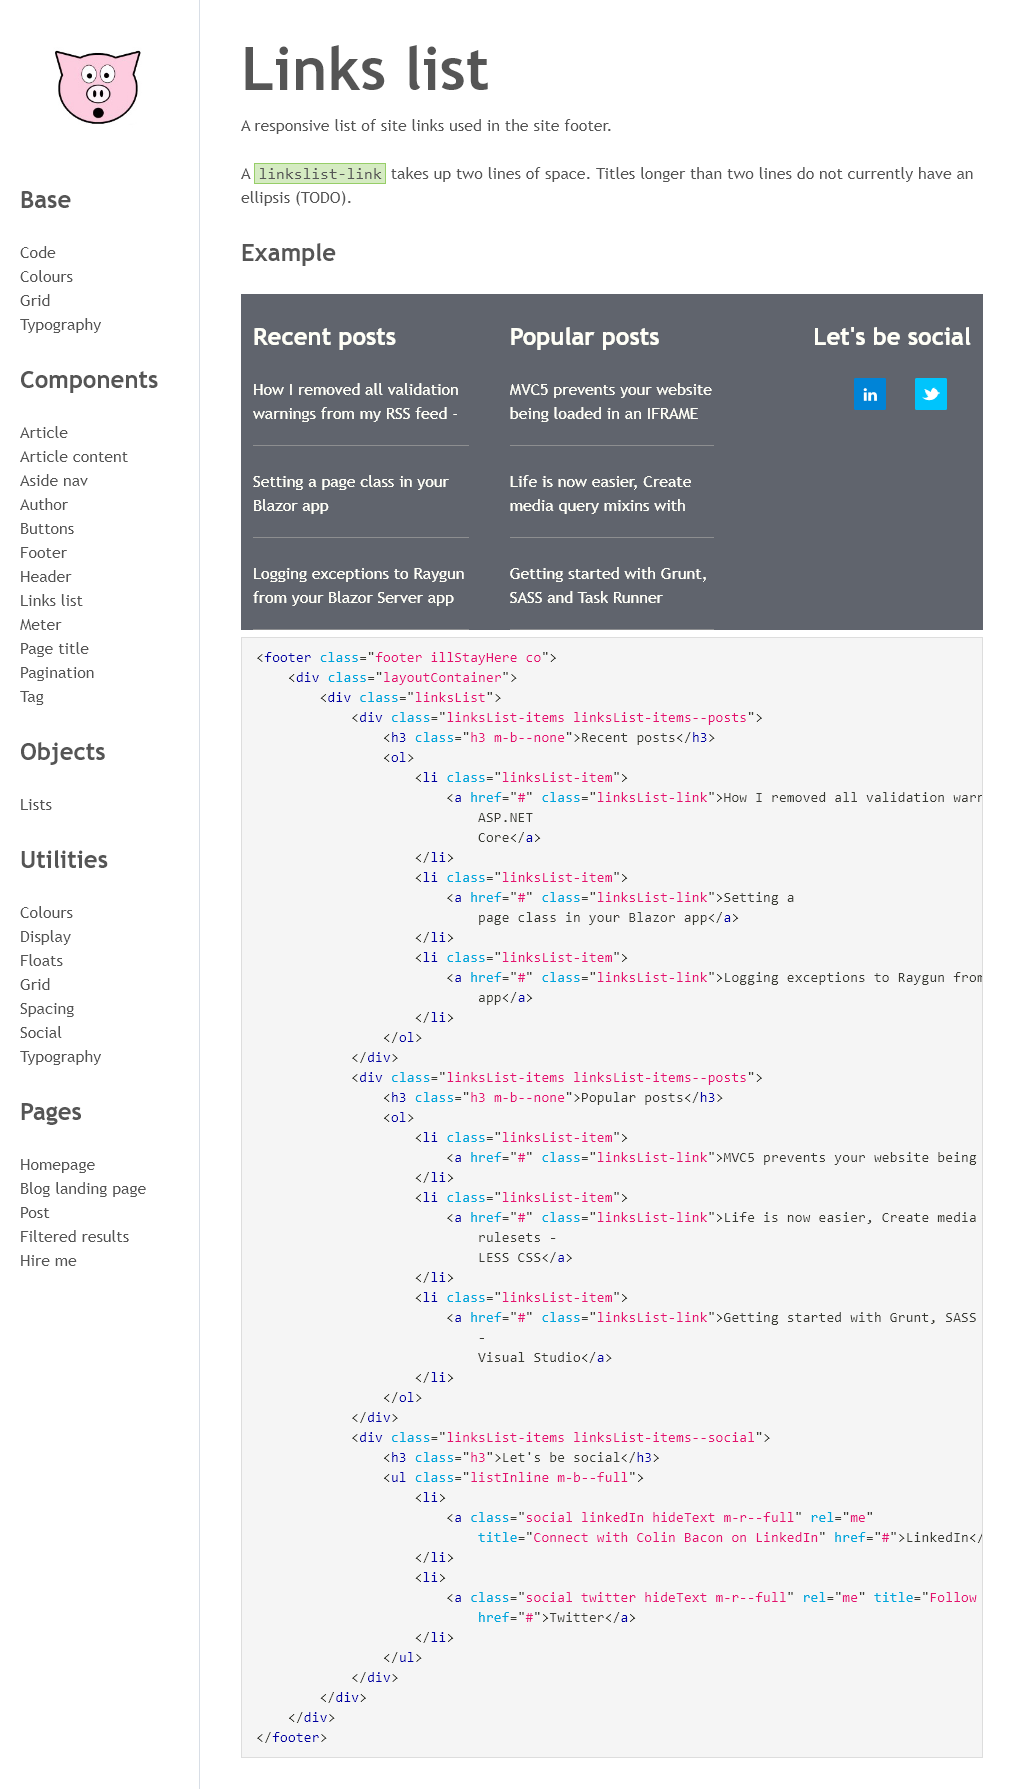 Base
Code
Colours
Grid
Typography
Components
Article
Article content
Aside nav
Author
Buttons
Footer
Header
Links list
Meter
Page title
Pagination
Tag
Objects
Lists
Utilities
Colours
Display
Floats
Grid
Spacing
Social
Typography
Pages
Homepage
Blog landing page
Post
Filtered results
Hire me
Links list
A responsive list of site links used in the site footer.
A linkslist-link takes up two lines of space. Titles longer than two lines do not currently have an
ellipsis (TODO).
Example
Recent posts
How I removed all validation
warnings from my RSS feed -
Setting a page class in your
Blazor app
Logging exceptions to Raygun
from your Blazor Server app
Popular posts
MVC5 prevents your website
being loaded in an IFRAME
Life is now easier, Create
media query mixins with
Getting started with Grunt,
SASS and Task Runner
Let's be social
in
<footer class="footer illStayHere co">
    <div class="layoutContainer">
        <div class="linksList">
            <div class="linksList-items linksList-items--posts">
                <h3 class="h3 m-b--none">Recent posts</h3>
                <ol>
                    <li class="linksList-item">
                        <a href="#" class="linksList-link">How I removed all validation warn
                            ASP.NET
                            Core</a>
                    </li>
                    <li class="linksList-item">
                        <a href="#" class="linksList-link">Setting a
                            page class in your Blazor app</a>
                    </li>
                    <li class="linksList-item">
                        <a href="#" class="linksList-link">Logging exceptions to Raygun from
                            app</a>
                    </li>
                </ol>
            </div>
            <div class="linksList-items linksList-items--posts">
                <h3 class="h3 m-b--none">Popular posts</h3>
                <ol>
                    <li class="linksList-item">
                        <a href="#" class="linksList-link">MVC5 prevents your website being
                    </li>
                    <li class="linksList-item">
                        <a href="#" class="linksList-link">Life is now easier, Create media
                            rulesets -
                            LESS CSS</a>
                    </li>
                    <li class="linksList-item">
                        <a href="#" class="linksList-link">Getting started with Grunt, SASS
                            -
                            Visual Studio</a>
                    </li>
                </ol>
            </div>
            <div class="linksList-items linksList-items--social">
                <h3 class="h3">Let's be social</h3>
                <ul class="listInline m-b--full">
                    <li>
                        <a class="social linkedIn hideText m-r--full" rel="me"
                            title="Connect with Colin Bacon on LinkedIn" href="#">LinkedIn</
                    </li>
                    <li>
                        <a class="social twitter hideText m-r--full" rel="me" title="Follow
                            href="#">Twitter</a>
                    </li>
                </ul>
            </div>
        </div>
    </div>
</footer>